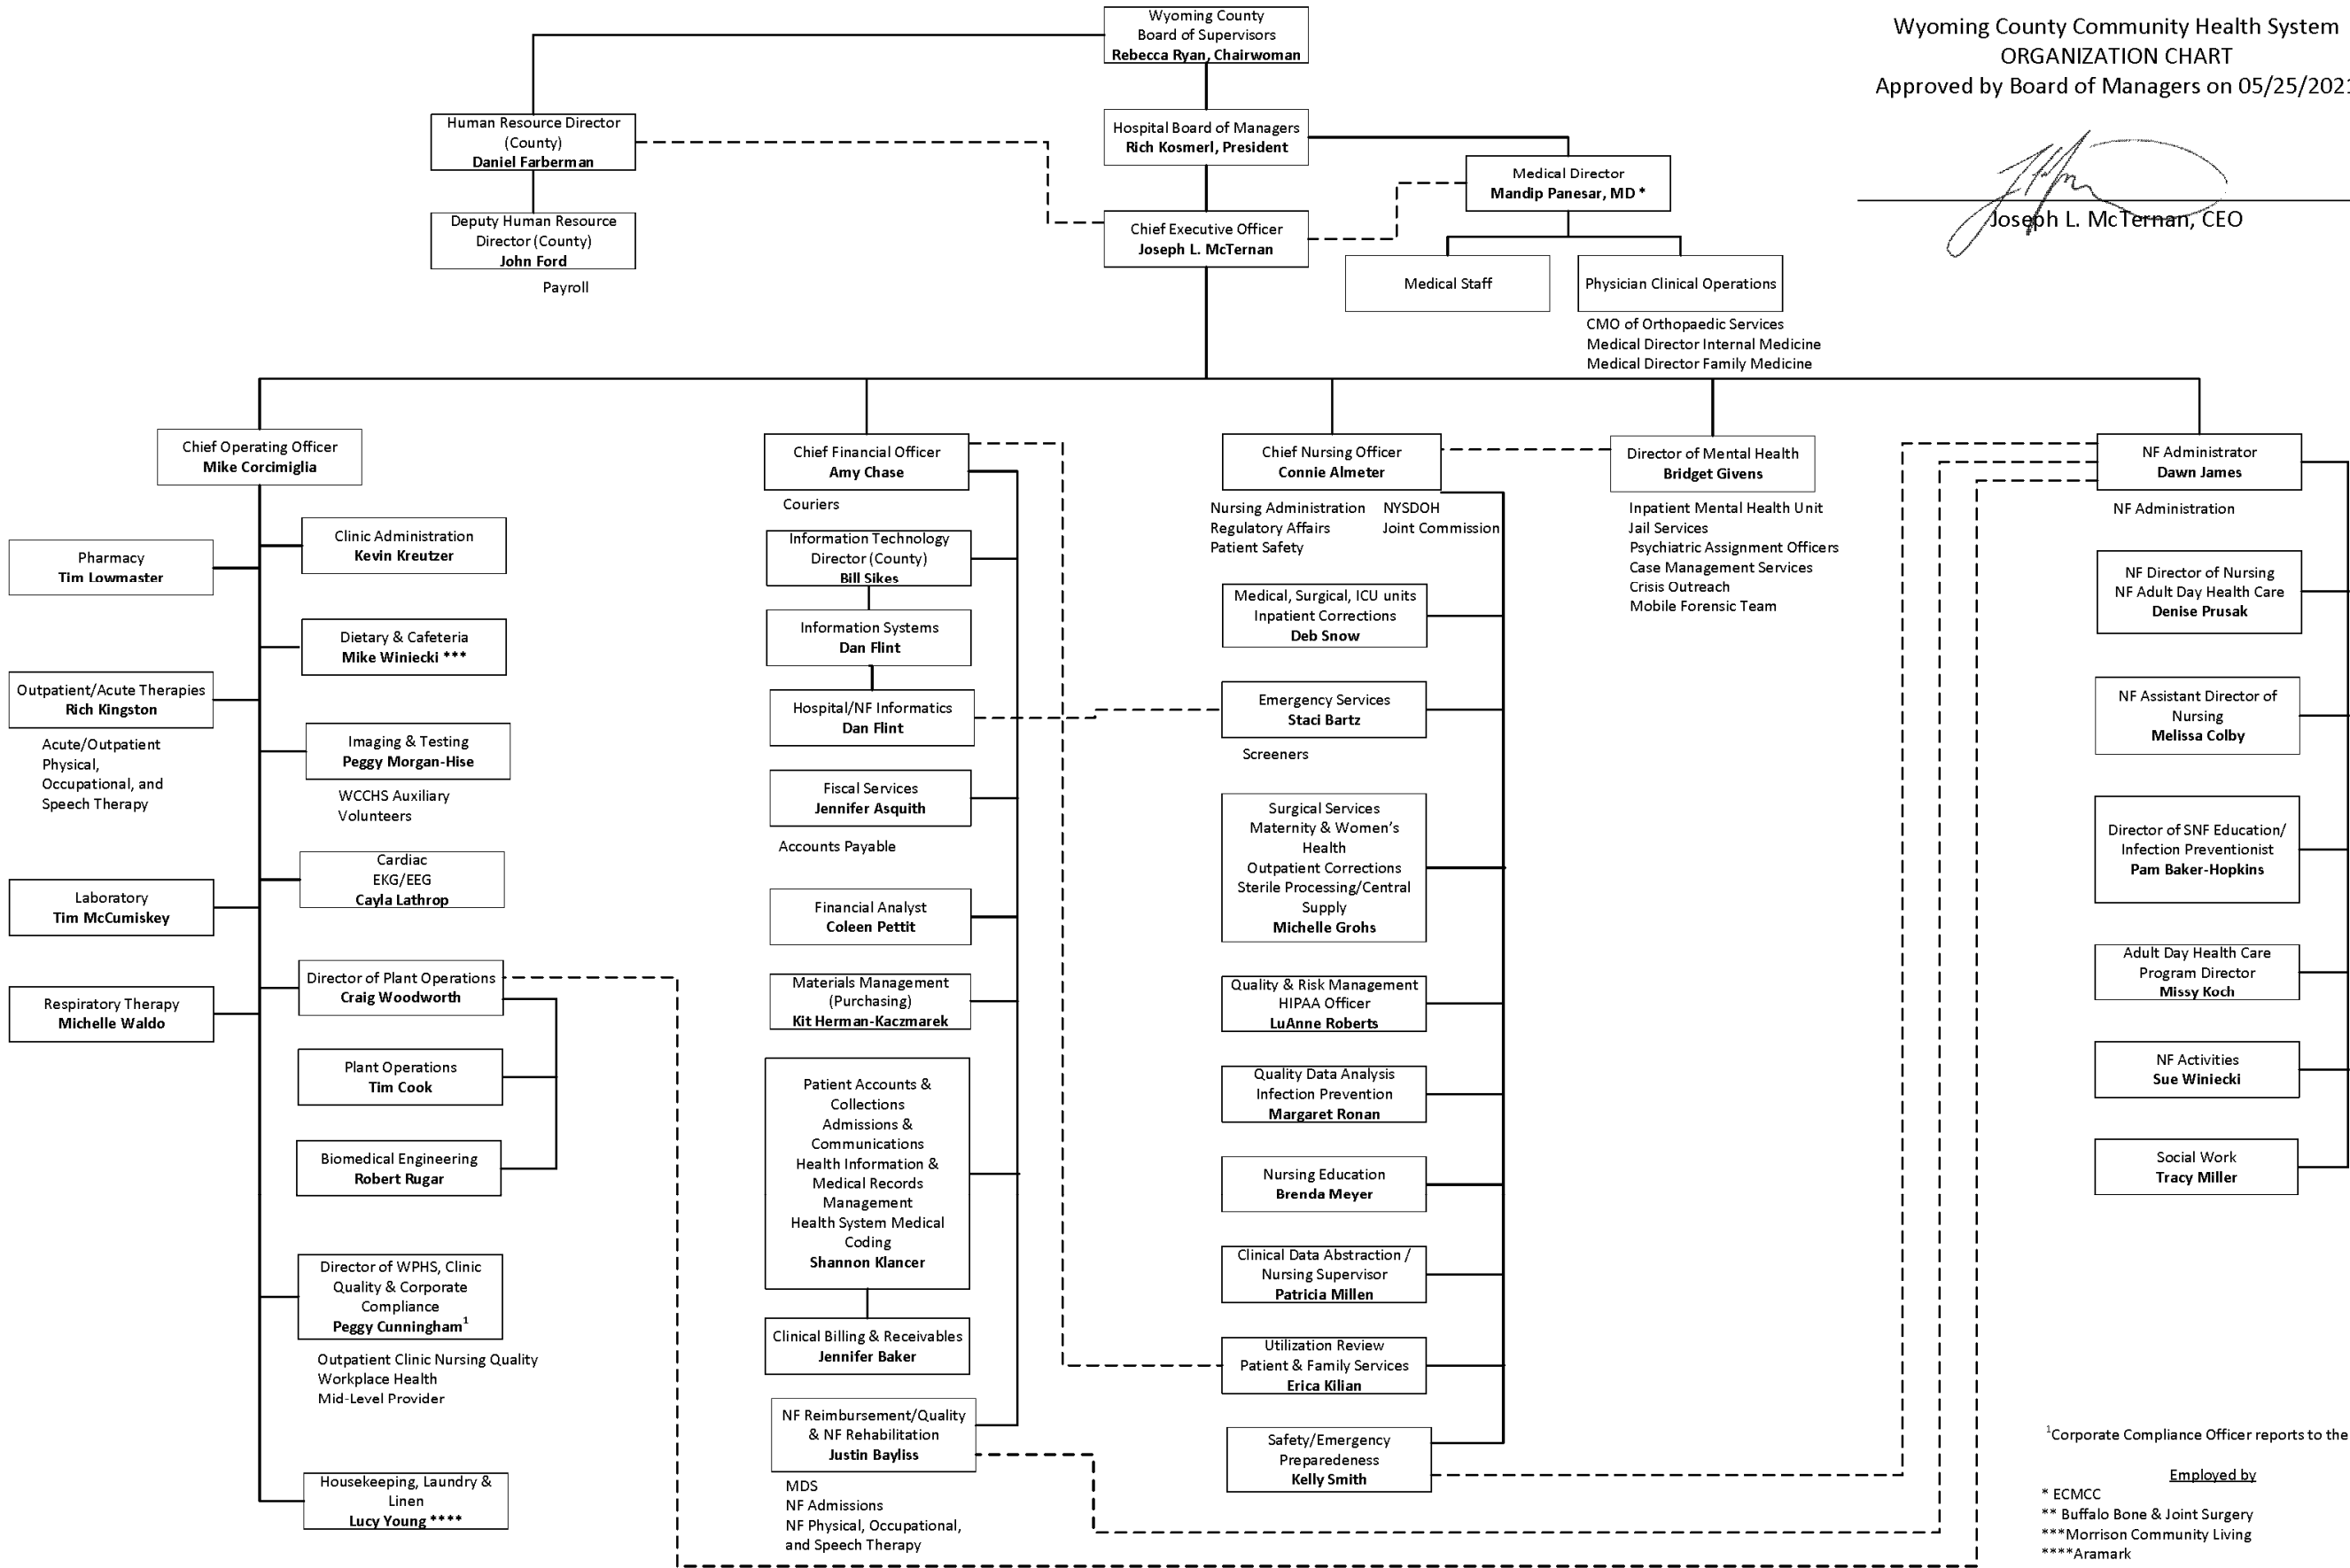 Wyoming County
Board of Supervisors
Rebecca Ryan, Chairwoman
Wyoming County Community Health System
ORGANIZATION CHART
Approved by Board of Managers on 05/25/2021
Joseph L. McTernan, CEO
Human Resource Director
(County)
Daniel Farberman
Hospital Board of Managers
Rich Kosmerl, President
Medical Director
Mandip Panesar, MD *
Deputy Human Resource
Director (County)
John Ford
Payroll
Chief Executive Officer
Joseph L. McTernan
Medical Staff
Physician Clinical Operations
CMO of Orthopaedic Services
Medical Director Internal Medicine
Medical Director Family Medicine
Chief Operating Officer
Mike Corcimiglia
Pharmacy
Tim Lowmaster
Outpatient/Acute Therapies
Rich Kingston
Acute/Outpatient
Physical,
Occupational, and
Speech Therapy
Laboratory
Tim McCumiskey
Respiratory Therapy
Michelle Waldo
Clinic Administration
Kevin Kreutzer
Dietary & Cafeteria
Mike Winiecki ***
Imaging & Testing
Peggy Morgan-Hise
WCCHS Auxiliary
Volunteers
Cardiac
EKG/EEG
Cayla Lathrop
Director of Plant Operations
Craig Woodworth
Plant Operations
Tim Cook
Biomedical Engineering
Robert Rugar
Director of WPHS, Clinic
Quality & Corporate
Compliance
Peggy Cunningham1
Outpatient Clinic Nursing Quality
Workplace Health
Mid-Level Provider
Housekeeping, Laundry &
Linen
Lucy Young ****
Chief Financial Officer
Amy Chase
Couriers
Information Technology
Director (County)
Bill Sikes
Information Systems
Dan Flint
Hospital/NF Informatics
Dan Flint
Fiscal Services
Jennifer Asquith
Accounts Payable
Financial Analyst
Coleen Pettit
Materials Management
(Purchasing)
Kit Herman-Kaczmarek
Patient Accounts &
Collections
Admissions &
Communications
Health Information &
Medical Records
Management
Health System Medical
Coding
Shannon Klancer
Clinical Billing & Receivables
Jennifer Baker
NF Reimbursement/Quality
& NF Rehabilitation
Justin Bayliss
MDS
NF Admissions
NF Physical, Occupational,
and Speech Therapy
Chief Nursing Officer
Connie Almeter
Nursing Administration NYSDOH
Regulatory Affairs Joint Commission
Patient Safety
Medical, Surgical, ICU units
Inpatient Corrections
Deb Snow
Emergency Services
Staci Bartz
Screeners
Surgical Services
Maternity & Women's
Health
Outpatient Corrections
Sterile Processing/Central
Supply
Michelle Grohs
Quality & Risk Management
HIPAA Officer
LuAnne Roberts
Quality Data Analysis
Infection Prevention
Margaret Ronan
Nursing Education
Brenda Meyer
Clinical Data Abstraction /
Nursing Supervisor
Patricia Millen
Utilization Review
Patient & Family Services
Erica Kilian
Safety/Emergency
Preparedeness
Kelly Smith
Director of Mental Health
Bridget Givens
Inpatient Mental Health Unit
Jail Services
Psychiatric Assignment Officers
Case Management Services
Crisis Outreach
Mobile Forensic Team
NF Administrator
Dawn James
NF Administration
NF Director of Nursing
NF Adult Day Health Care
Denise Prusak
NF Assistant Director of
Nursing
Melissa Colby
Director of SNF Education/
Infection Preventionist
Pam Baker-Hopkins
Adult Day Health Care
Program Director
Missy Koch
NF Activities
Sue Winiecki
Social Work
Tracy Miller
1Corporate Compliance Officer reports to the
Employed by
* ECMCC
** Buffalo Bone & Joint Surgery
***Morrison Community Living
****Aramark